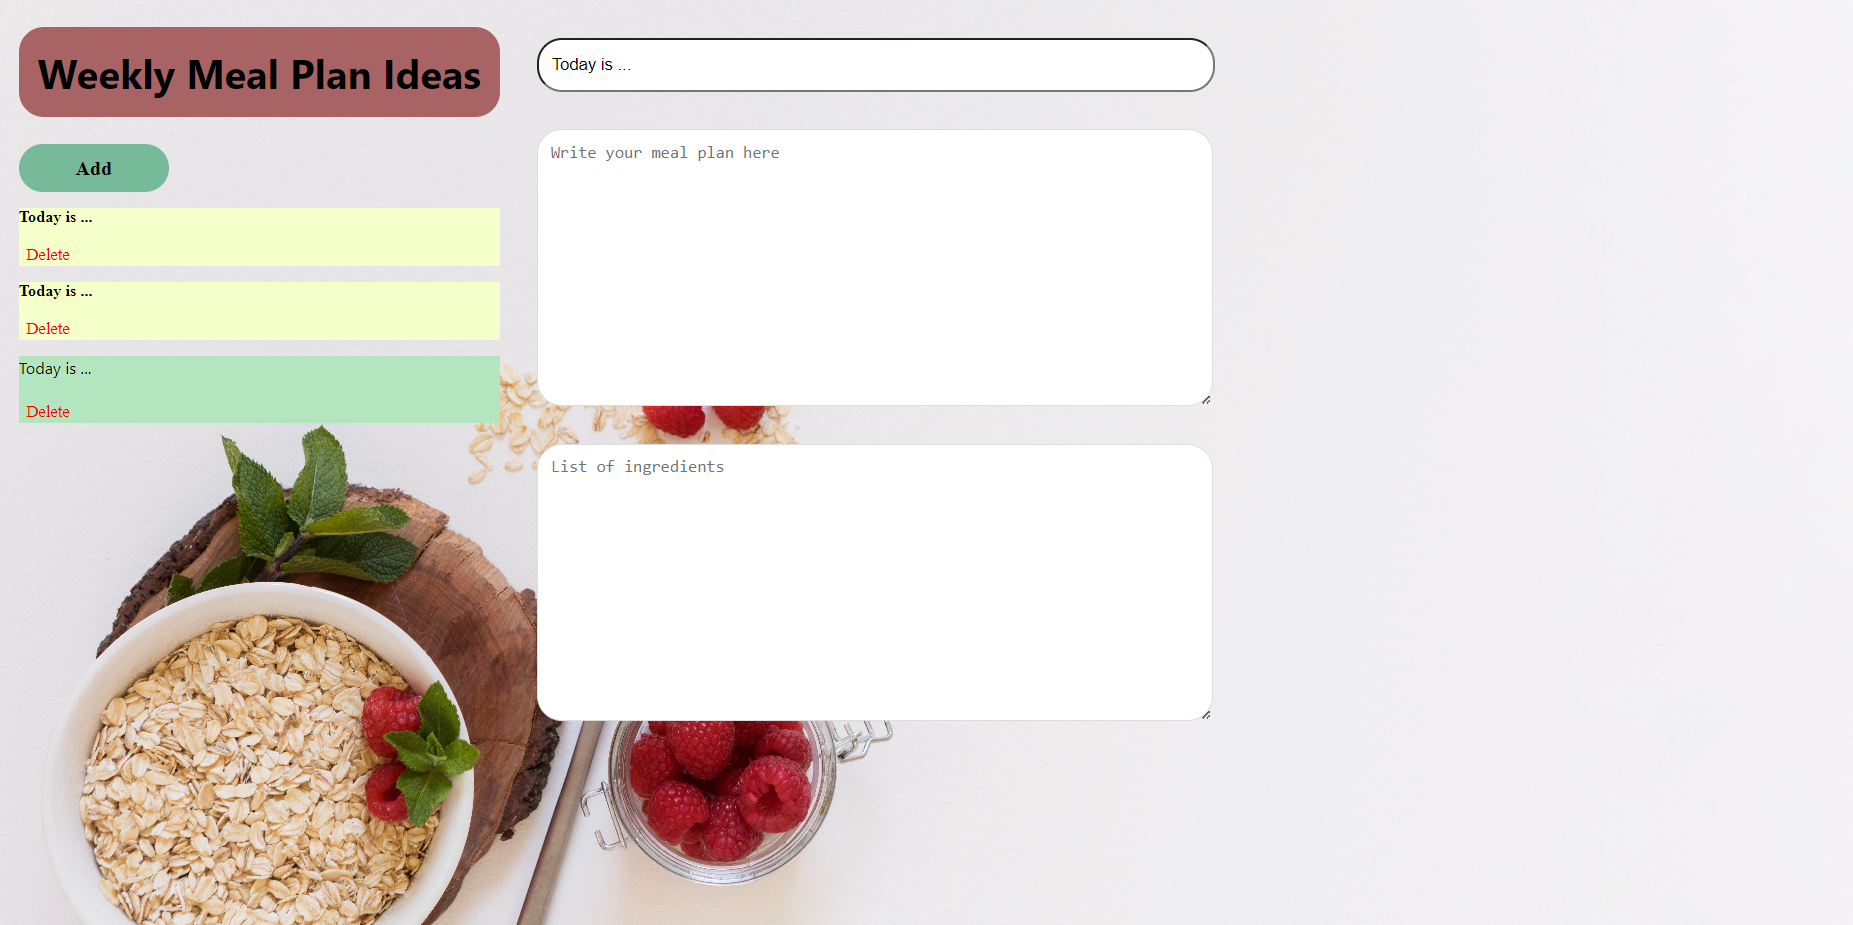 Weekly Meal Plan Ideas
Add
Today is ...
Delete
Today is ...
Delete
Today is ...
Delete
Today is ...
Write your meal plan here
List of ingredients